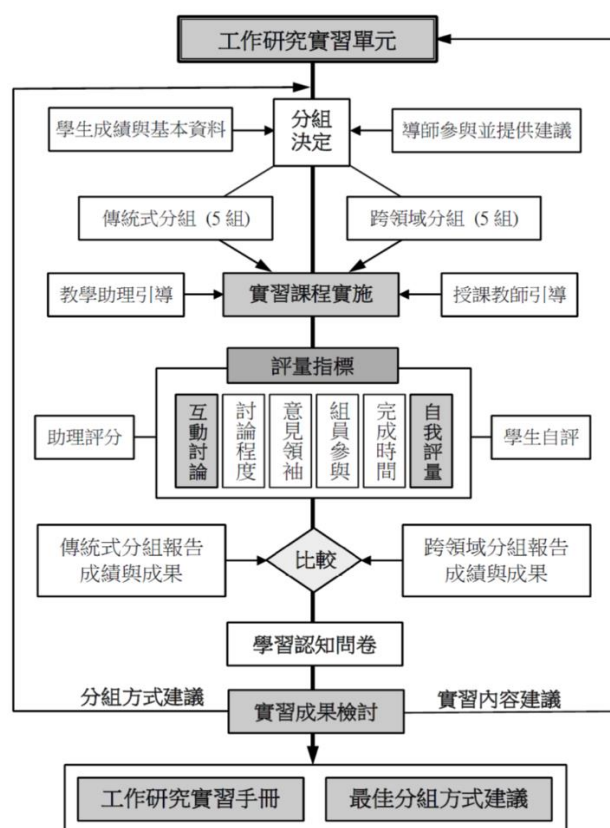 工作研究實習單元
學生成績與基本資料
分組
決定
導師參與並提供建議
傳統式分組 (5 組)
跨領域分組 (5 組)
教學助理引導
實習課程實施
授課教師引導
評量指標
助理評分
互動討論
討論程度
意見領袖
組員參與
完成時間
自我評量
學生自評
傳統式分組報告
成績與成果
比較
跨領域分組報告
成績與成果
學習認知問卷
分組方式建議
實習成果檢討
實習內容建議
工作研究實習手冊
最佳分組方式建議